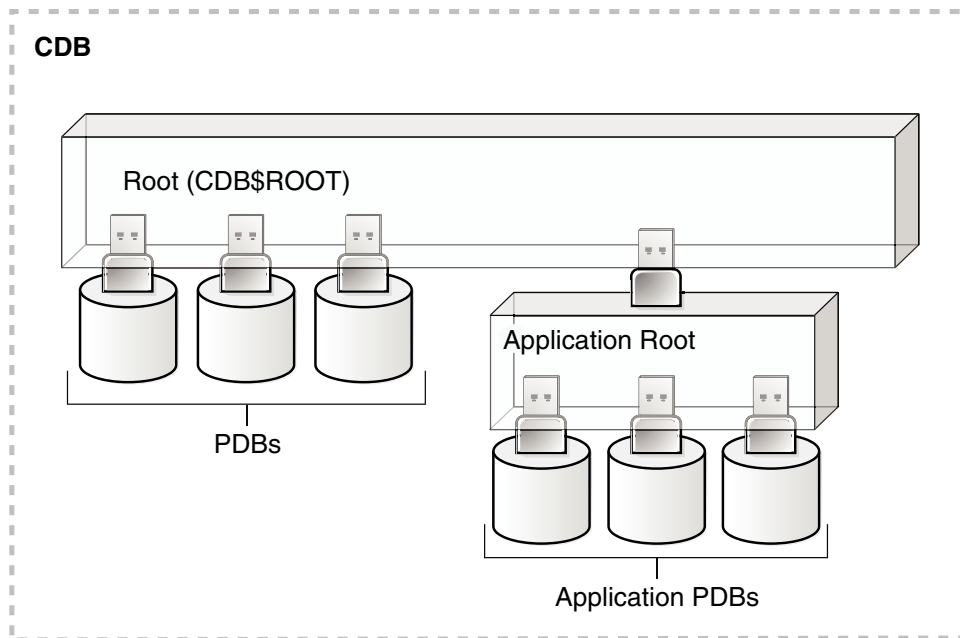 CDB
Root (CDB$ROOT)
Application Root
PDBs
Application PDBs